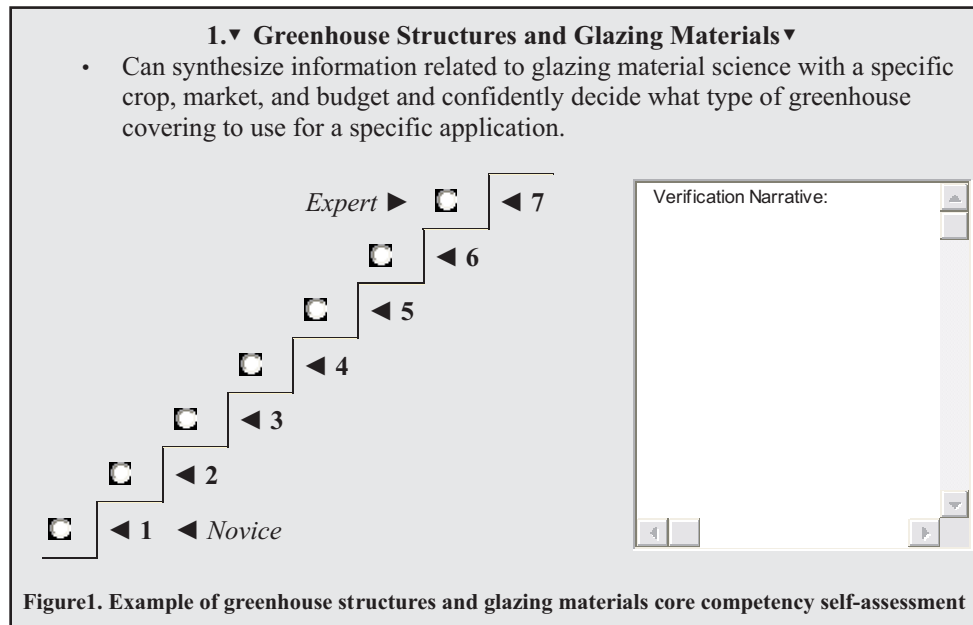 1.▾ Greenhouse Structures and Glazing Materials▾
• Can synthesize information related to glazing material science with a specific
crop, market, and budget and confidently decide what type of greenhouse
covering to use for a specific application.
Expert ► ◄ 7
Verification Narrative:
◄ 6
◄ 5
◄ 4
◄ 3
◄ 2
◄ 1 ◄ Novice
Figure1. Example of greenhouse structures and glazing materials core competency self-assessment